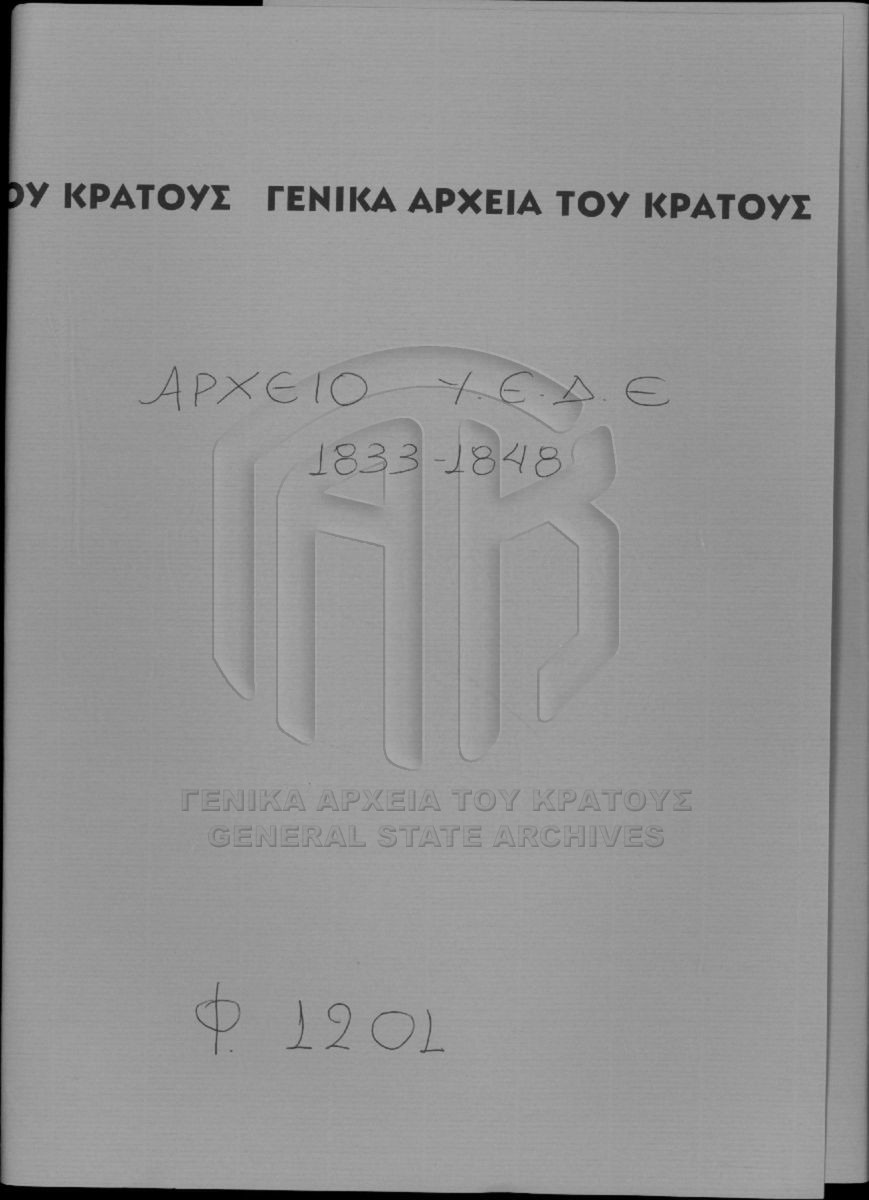 ΟΥ ΚΡΑΤΟΥΣ ΓΕΝΙΚΑ ΑΡΧΕΙΑ ΤΟΥ ΚΡΑΤΟΥΣ
ΑΡΧΕΙΟ Υ.Ε.Δ.Ε
1833-1848
ΓΕΝΙΚΑ ΑΡΧΕΙΑ ΤΟΥ ΚΡΑΤΟΥΣ
GENERAL STATE ARCHIVES
Φ. 1201